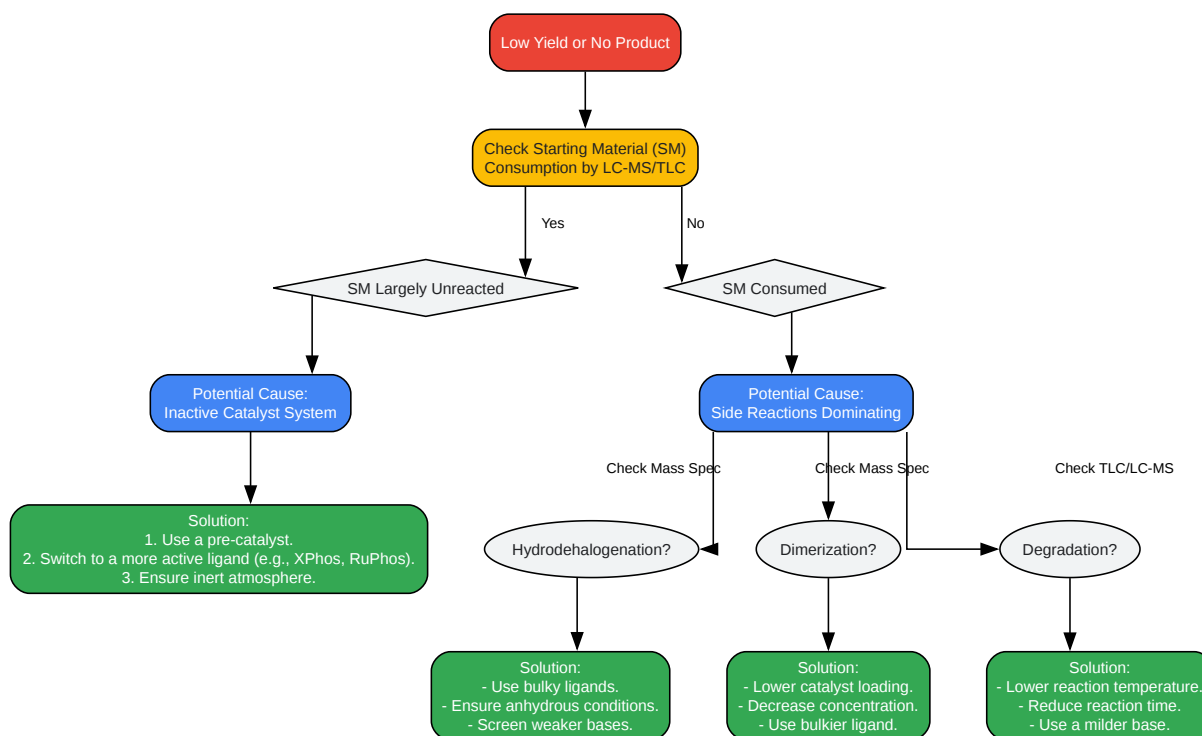 Low Yield or No Product
Check Starting Material (SM)
Consumption by LC-MS/TLC
Yes
No
SM Largely Unreacted
SM Consumed
Potential Cause:
Inactive Catalyst System
Potential Cause:
Side Reactions Dominating
Check Mass Spec
Check Mass Spec
Check TLC/LC-MS
Solution:
1. Use a pre-catalyst.
2. Switch to a more active ligand (e.g., XPhos, RuPhos).
3. Ensure inert atmosphere.
Hydrodehalogenation?
Dimerization?
Degradation?
Solution:
- Use bulky ligands.
- Ensure anhydrous conditions.
- Screen weaker bases.
Solution:
- Lower catalyst loading.
- Decrease concentration.
- Use bulkier ligand.
Solution:
- Lower reaction temperature.
- Reduce reaction time.
- Use a milder base.